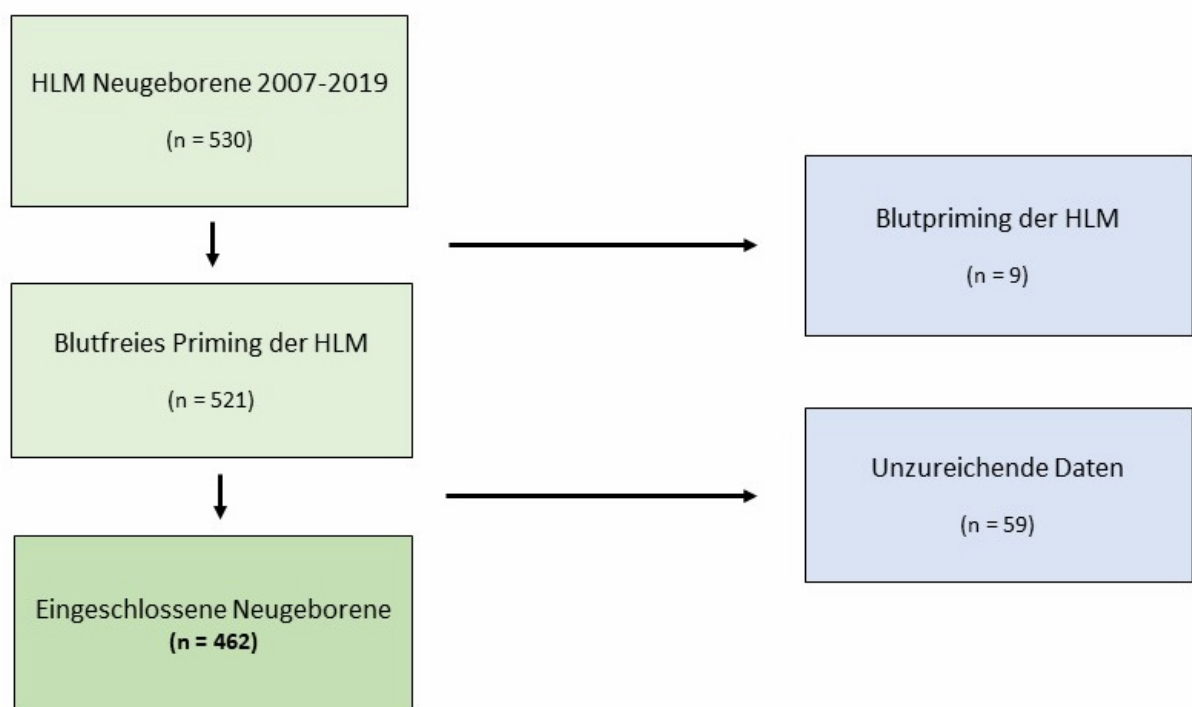 HLM Neugeborene 2007-2019
(n = 530)
Blutpriming der HLM
(n = 9)
Blutfreies Priming der HLM
(n = 521)
Unzureichende Daten
(n = 59)
Eingeschlossene Neugeborene
(n = 462)